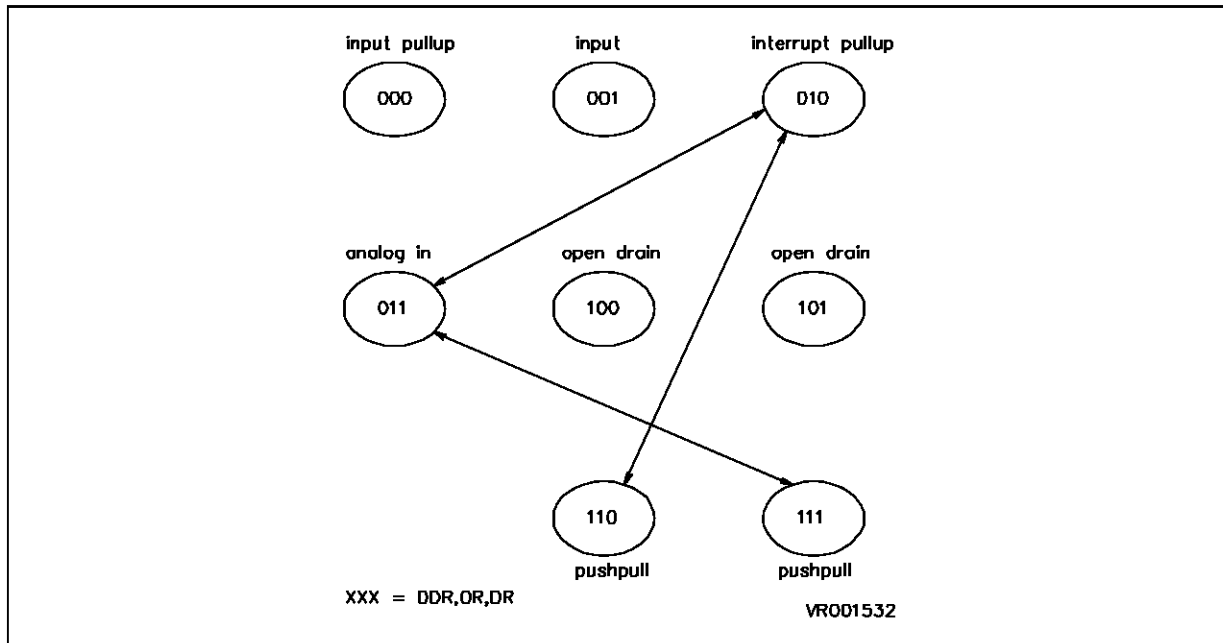 input pullup
input
interrupt pullup
000
001
010
analog in
open drain
open drain
011
100
101
110
111
pushpull
pushpull
XXX = DDR,OR,DR
VR001532